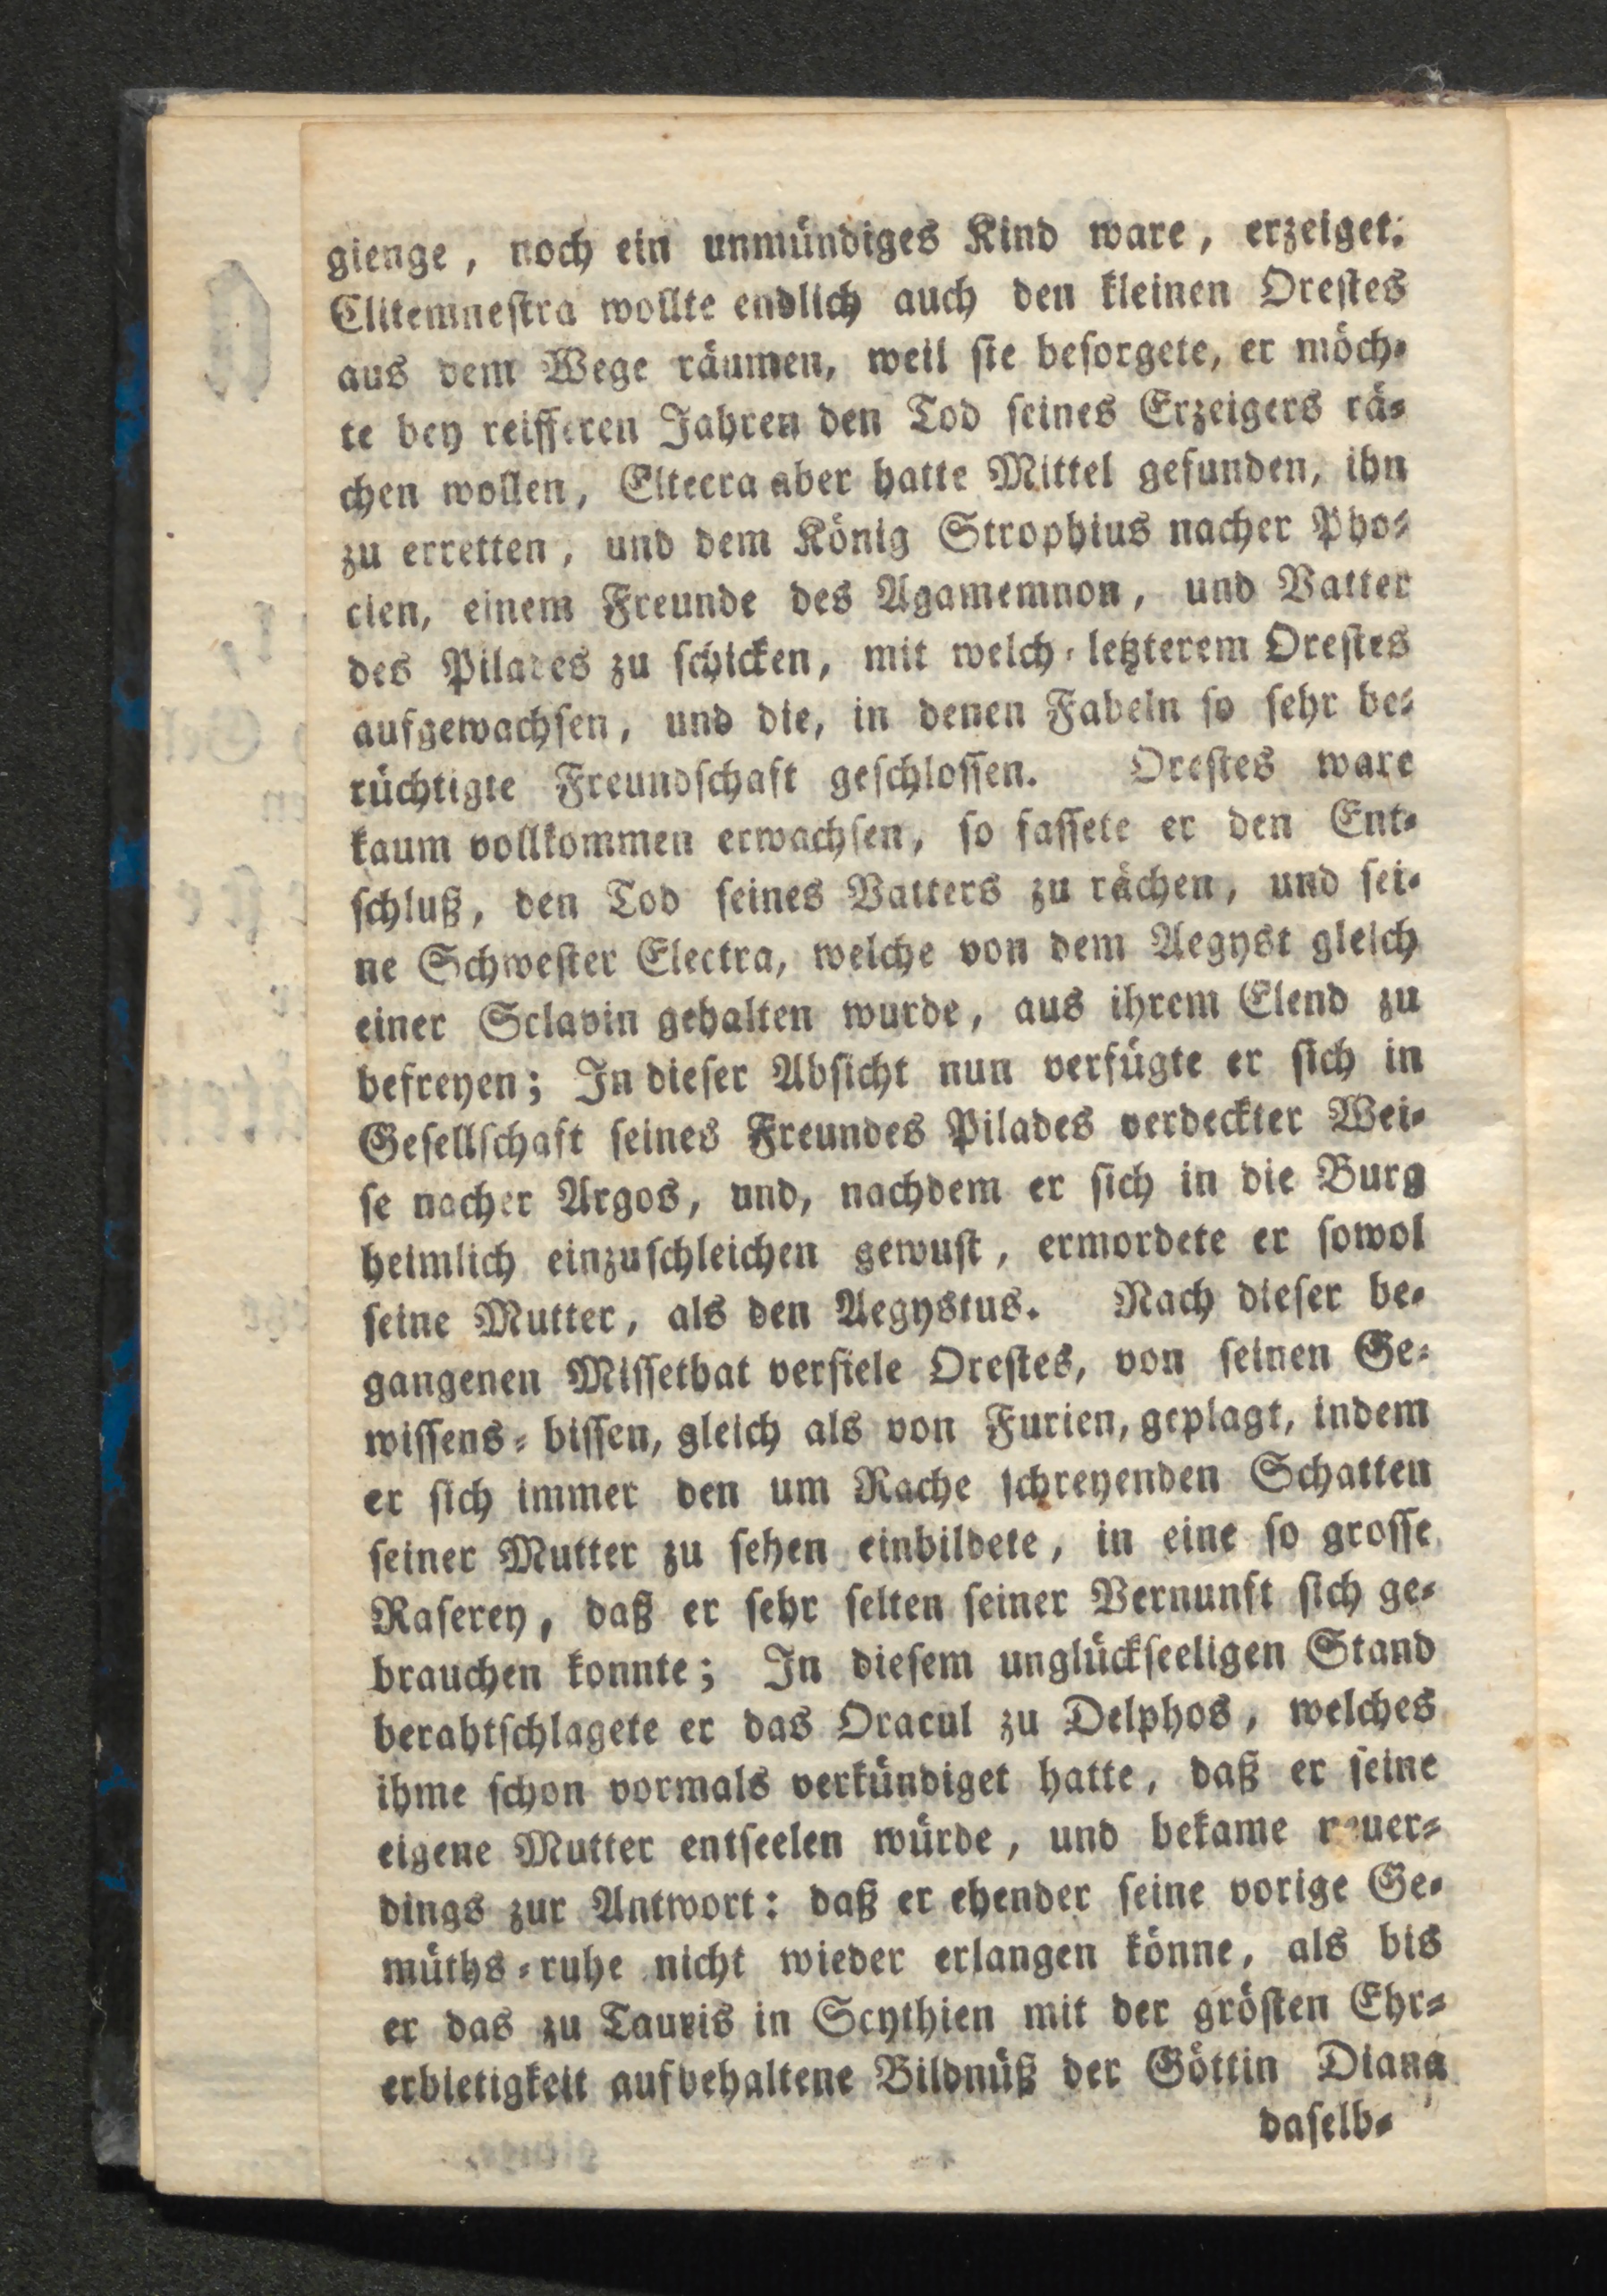 gienge, noch ein unmündiges Kind ware, erzeiget.
Clitemnestra wollte endlich auch den kleinen Orestes
aus dem Wege räumen, weil sie besorgete, er möch-
te bey reifferen Jahren den Tod seines Erzeigers rä-
chen wollen, Eltecra aber hatte Mittel gefunden, ihn
zu erretten, und dem König Strophius nacher Pho-
cien, einem Freunde des Agamemnon, und Vatter
des Pilades zu schicken, mit welch-letzterem Orestes
aufgewachsen, und die, in denen Fabeln so sehr be-
rüchtigte Freundschaft geschlossen. Orestes ware
kaum vollkommen erwachsen, so fassete er den Ent-
schluß, den Tod seines Vatters zu rächen, und sei-
ne Schwester Electra, welche von dem Aegyst gleich
einer Sclavin gehalten wurde, aus ihrem Elend zu
befreyen; In dieser Absicht nun verfügte er sich in
Gesellschaft seines Freundes Pilades verdeckter Wei-
se nacher Argos, und, nachdem er sich in die Burg
heimlich einzuschleichen gewust, ermordete er sowol
seine Mutter, als den Aegystus. Nach dieser be-
gangenen Missethat verfiele Orestes, von seinen Ge-
wissens-bissen, gleich als von Furien, geplagt, indem
er sich immer den um Rache schreyenden Schatten
seiner Mutter zu sehen einbildete, in eine so grosse
Raserey, daß er sehr selten seiner Vernunft sich ge-
brauchen konnte; In diesem unglückseeligen Stand
berahtschlagete er das Oracul zu Delphos, welches
ihme schon vormals verkündiget hatte, daß er seine
eigene Mutter entseelen würde, und bekame neuer-
dings zur Antwort: daß er ehender seine vorige Ge-
müths-ruhe nicht wieder erlangen könne, als bis
er das zu Tauris in Scythien mit der grösten Ehr-
erbietigkeit aufbehaltene Bildnüß der Göttin Diana
daselb-